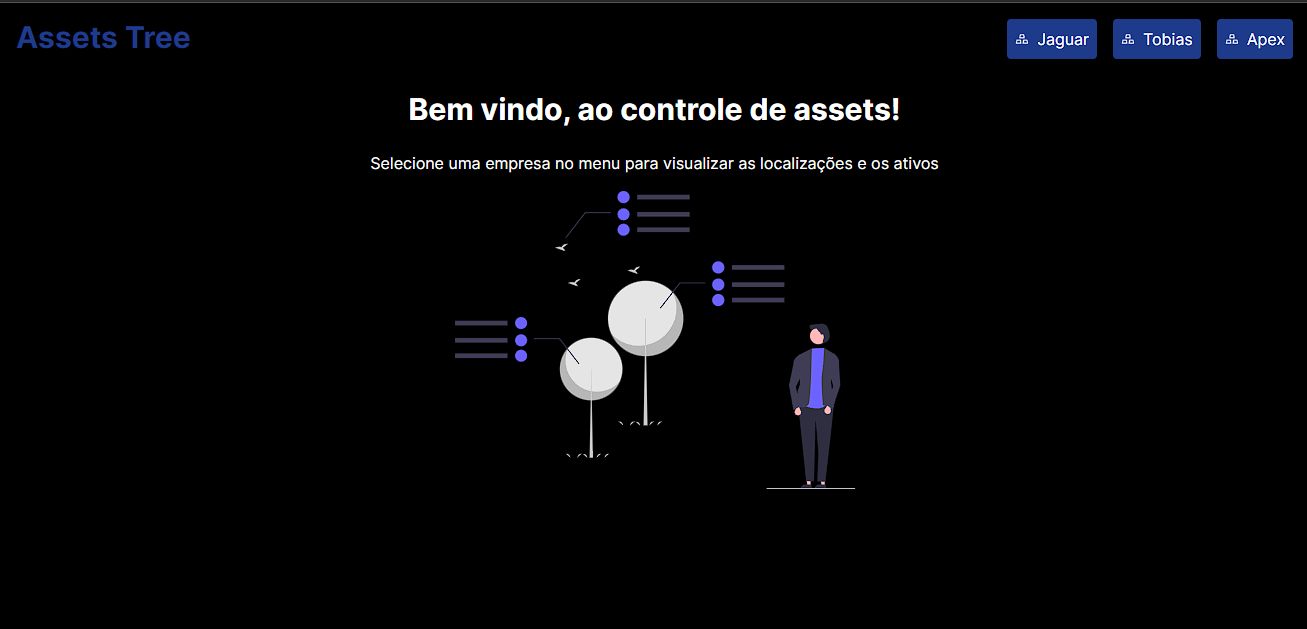 Assets Tree
Jaguar
Tobias
Apex
Bem vindo, ao controle de assets!
Selecione uma empresa no menu para visualizar as localizações e os ativos